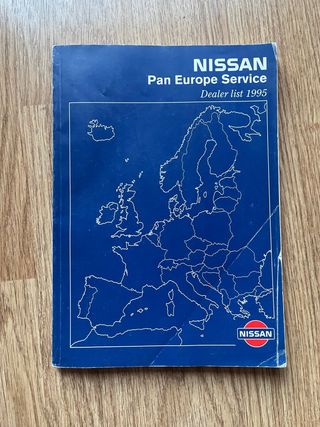 NISSAN
Pan Europe Service
Dealer list 1995
NISSAN